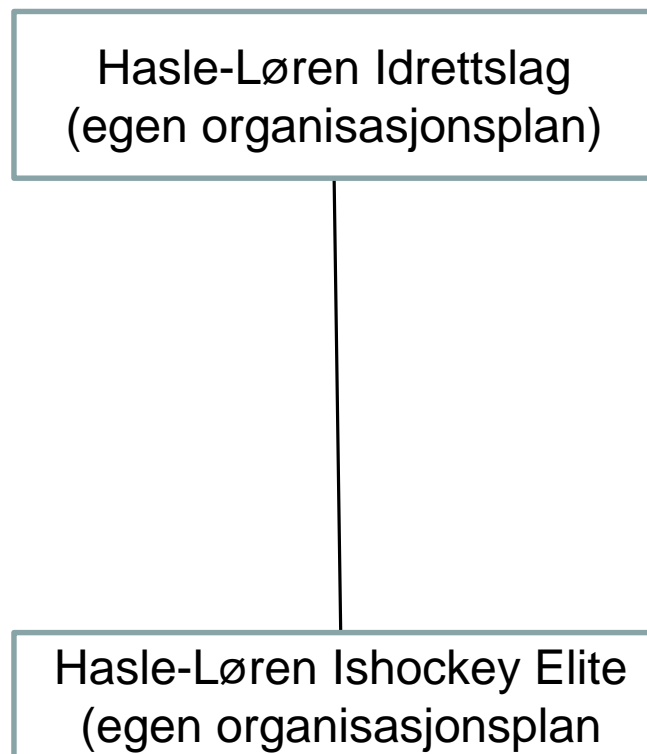 Hasle-Løren Idrettslag
(egen organisasjonsplan)
Hasle-Løren Ishockey Elite
(egen organisasjonsplan